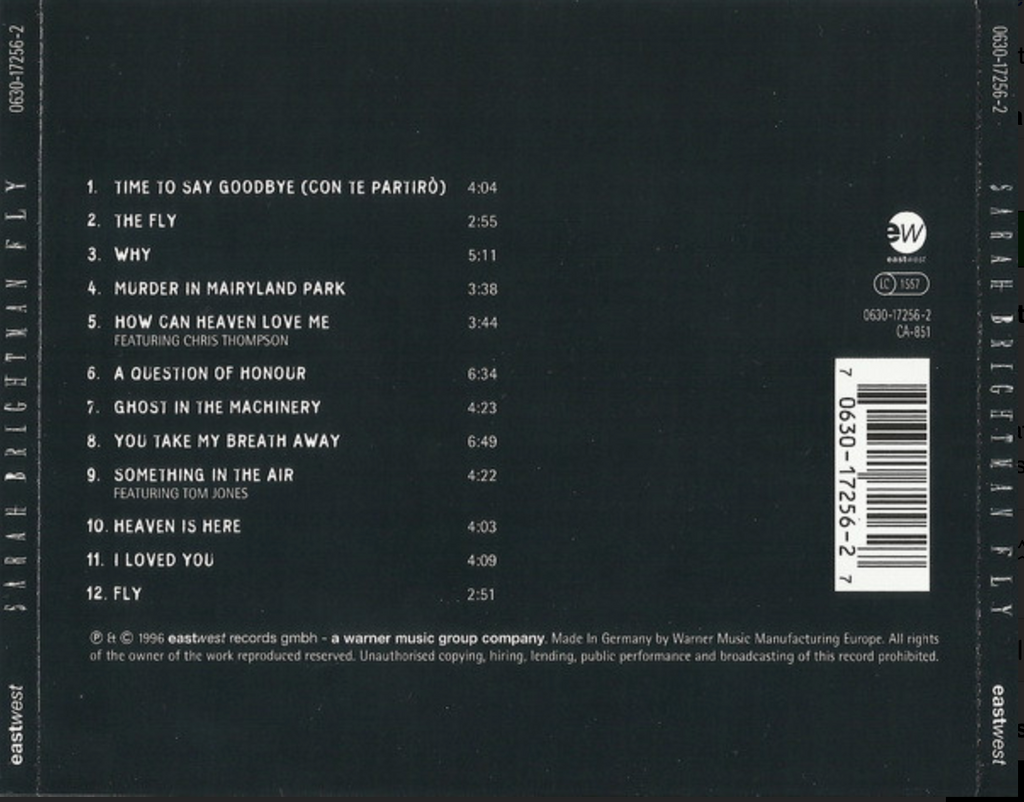 0630-17256-2
SARAH BRIGHTMAN FLY
eastwest
1. TIME TO SAY GOODBYE (CON TE PARTIRÒ) 4:04
2. THE FLY 2:55
3. WHY 5:11
4. MURDER IN MAIRYLAND PARK 3:38
5. HOW CAN HEAVEN LOVE ME 3:44
FEATURING CHRIS THOMPSON
6. A QUESTION OF HONOUR 6:34
7. GHOST IN THE MACHINERY 4:23
8. YOU TAKE MY BREATH AWAY 6:49
9. SOMETHING IN THE AIR 4:22
FEATURING TOM JONES
10. HEAVEN IS HERE 4:03
11. I LOVED YOU 4:09
12. FLY 2:51
ew
eastwest
LC 1557
0630-17256-2
CA-851
7 0630-17256-2 7
℗ & © 1996 eastwest records gmbh - a warner music group company. Made In Germany by Warner Music Manufacturing Europe. All rights
of the owner of the work reproduced reserved. Unauthorised copying, hiring, lending, public performance and broadcasting of this record prohibited.
0630-17256-2
SARAH BRIGHTMAN FLY
eastwest